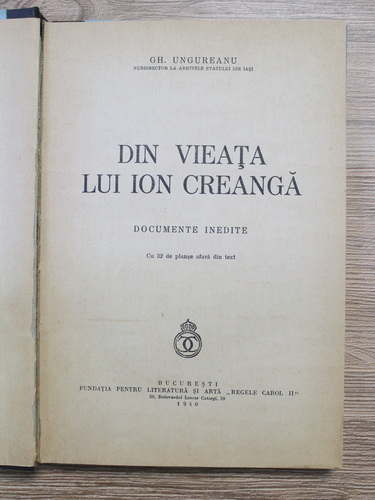 GH. UNGUREANU
SUBDIRECTOR LA ARHIVELE STATULUI DIN IAȘI
DIN VIEAȚA
LUI ION CREANGĂ
DOCUMENTE INEDITE
Cu 32 de planșe afară din text
BUCUREȘTI
FUNDAȚIA PENTRU LITERATURĂ ȘI ARTĂ „REGELE CAROL II”
39, Bulevardul Lascar Catargi, 39
1940